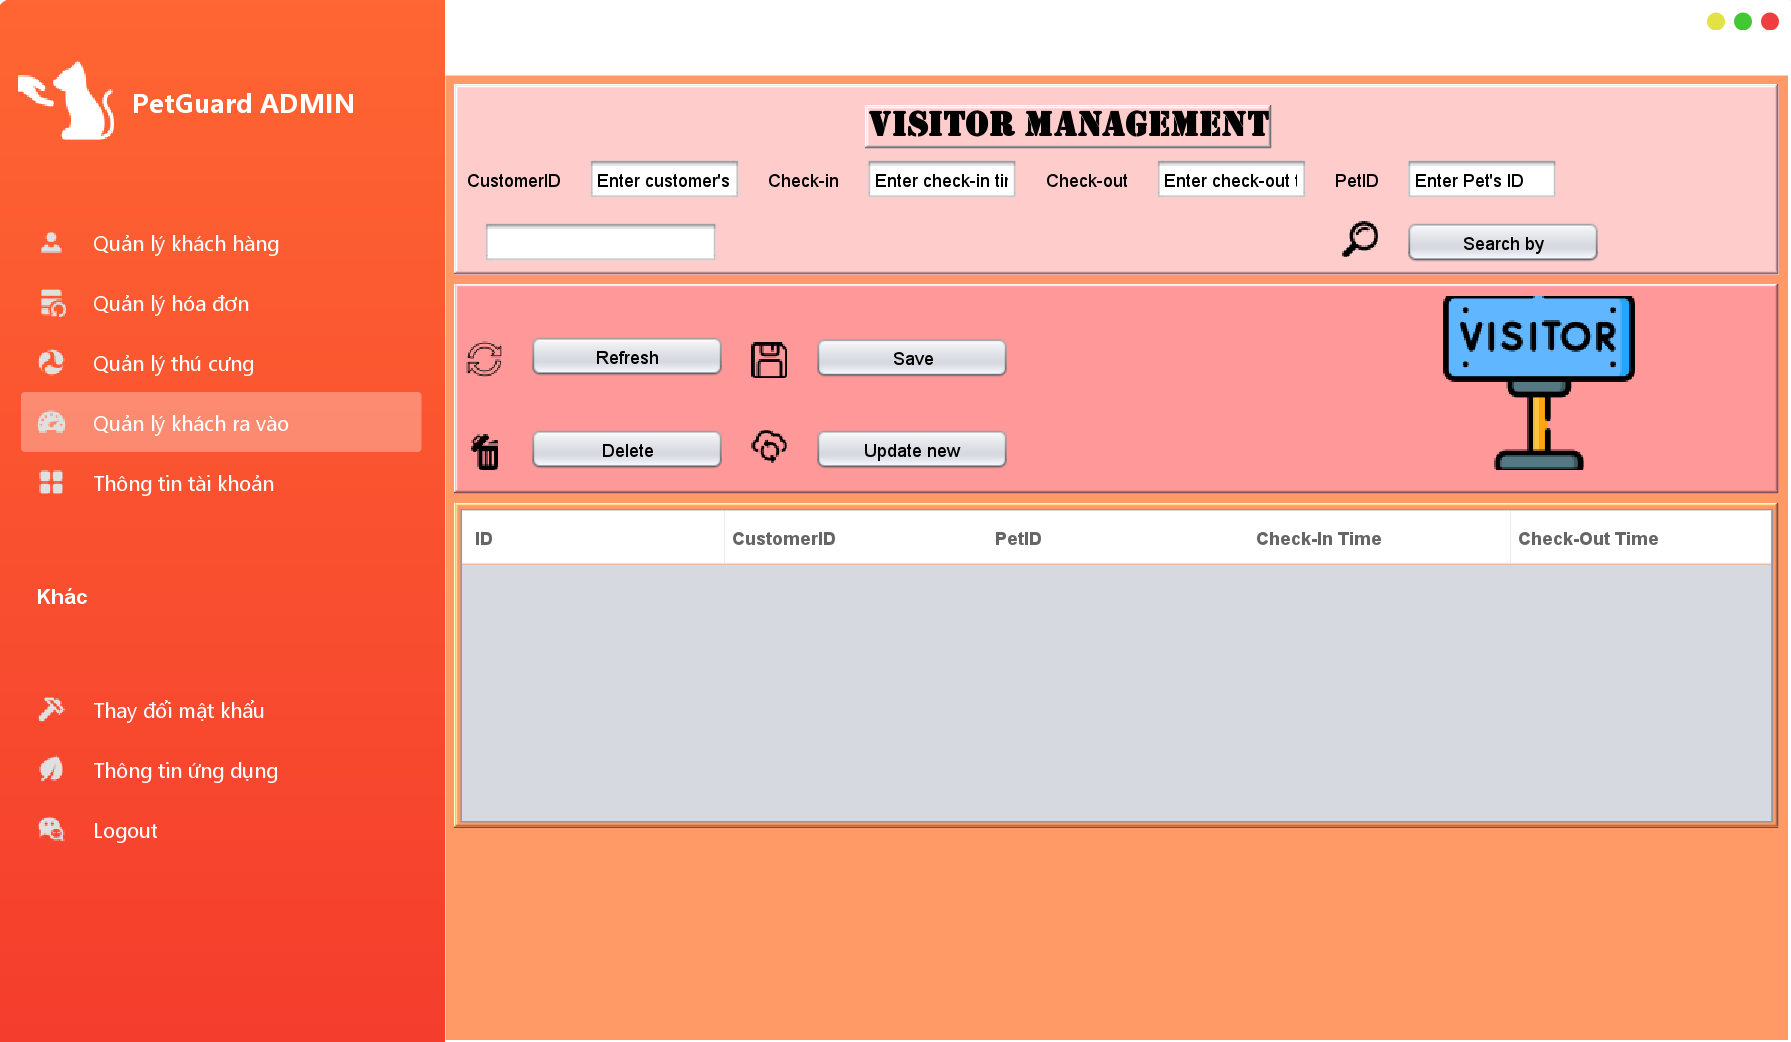 PetGuard ADMIN
Quản lý khách hàng
Quản lý hóa đơn
Quản lý thú cưng
Quản lý khách ra vào
Thông tin tài khoản
Khác
Thay đổi mật khẩu
Thông tin ứng dụng
Logout
VISITOR MANAGEMENT
CustomerID Enter customer's Check-in Enter check-in tir Check-out Enter check-out t PetID Enter Pet's ID
Search by
Refresh Save
VISITOR
Delete Update new
ID CustomerID PetID Check-In Time Check-Out Time